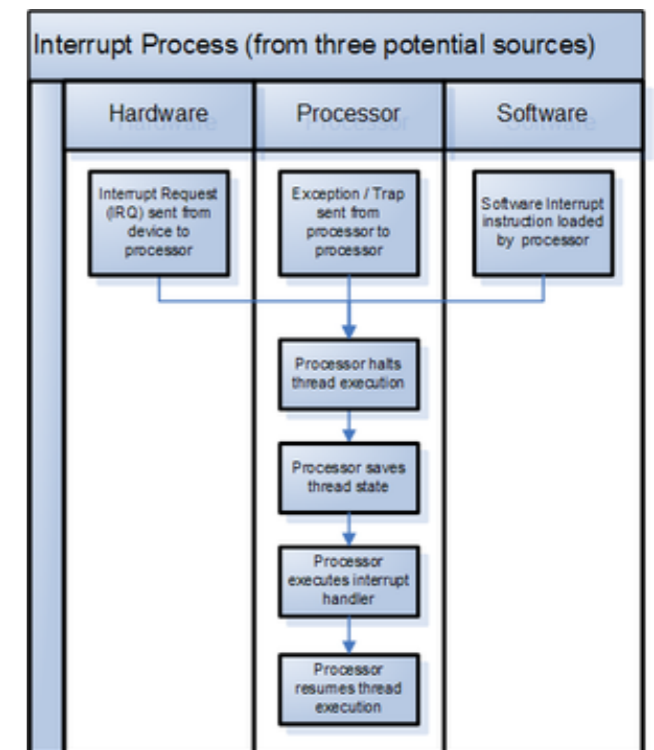 Interrupt Process (from three potential sources)
Hardware
Processor
Software
Interrupt Request
(IRQ) sent from
device to
processor
Exception / Trap
sent from
processor to
processor
Software Interrupt
instruction loaded
by processor
Processor halts
thread execution
Processor saves
thread state
Processor
executes interrupt
handler
Processor
resumes thread
execution